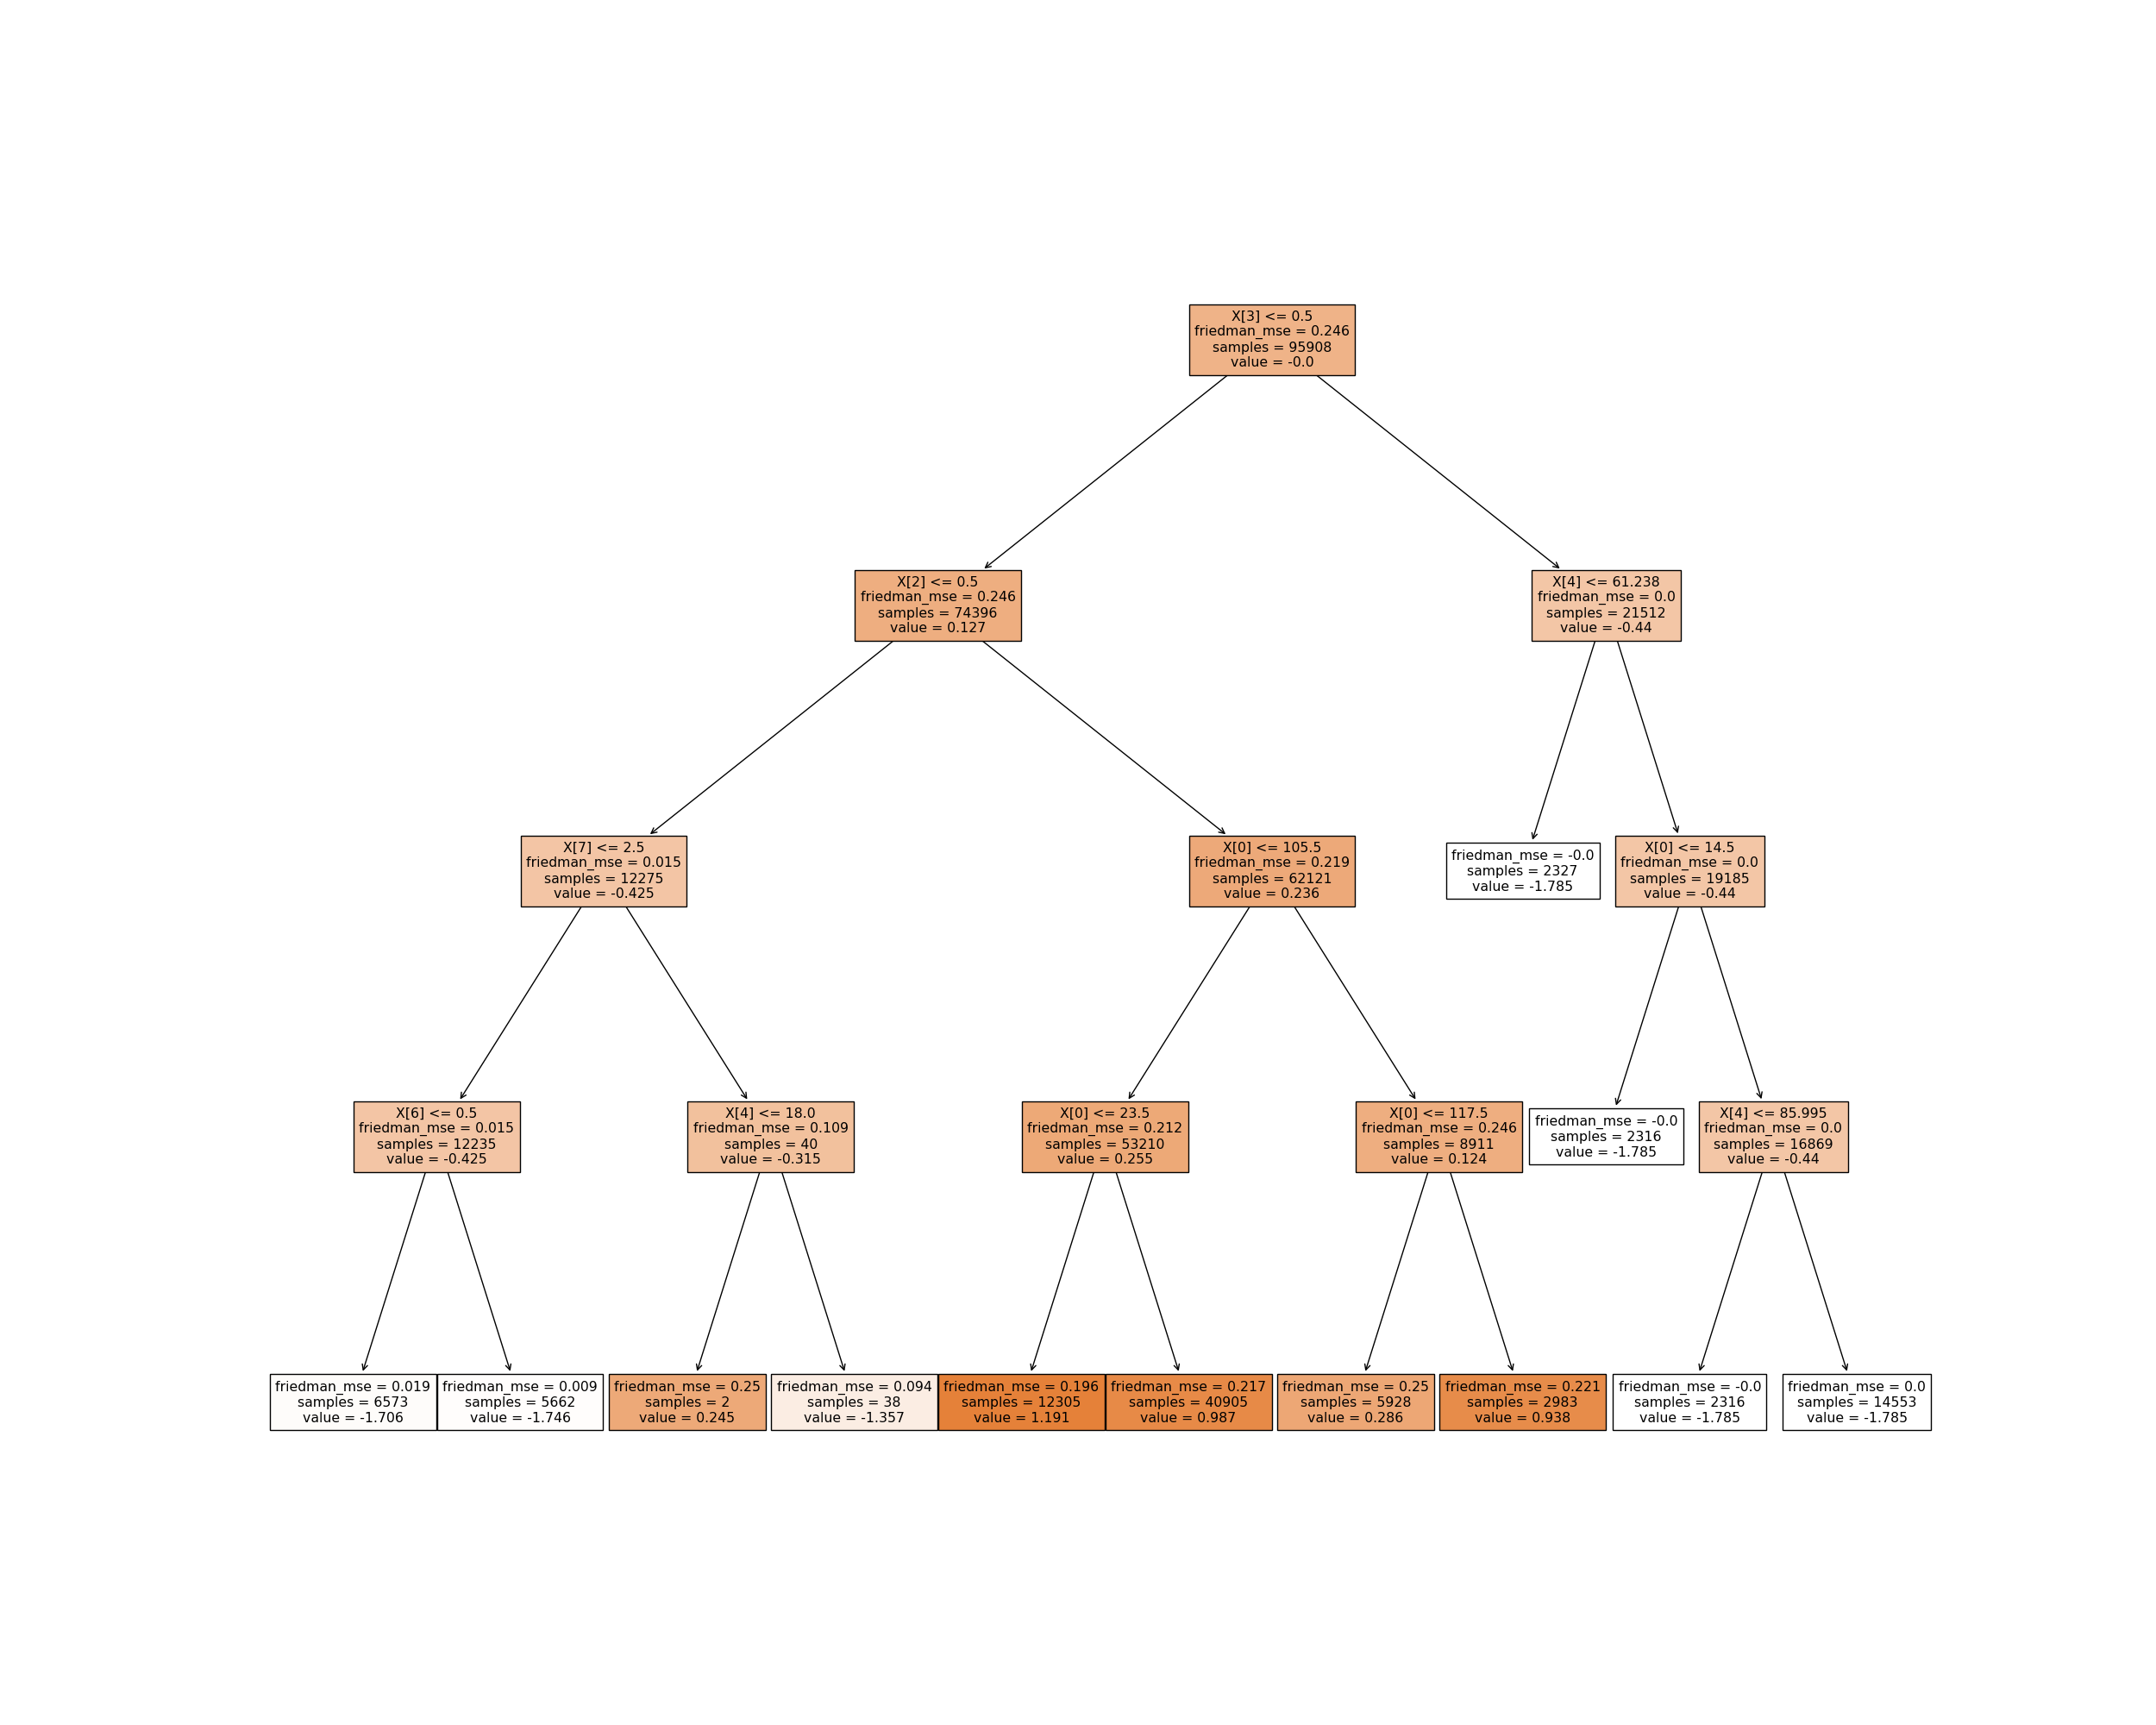 X[3] <= 0.5
friedman_mse = 0.246
samples = 95908
value = -0.0
X[2] <= 0.5
friedman_mse = 0.246
samples = 74396
value = 0.127
X[4] <= 61.238
friedman_mse = 0.0
samples = 21512
value = -0.44
X[7] <= 2.5
friedman_mse = 0.015
samples = 12275
value = -0.425
X[0] <= 105.5
friedman_mse = 0.219
samples = 62121
value = 0.236
friedman_mse = -0.0
samples = 2327
value = -1.785
X[0] <= 14.5
friedman_mse = 0.0
samples = 19185
value = -0.44
X[6] <= 0.5
friedman_mse = 0.015
samples = 12235
value = -0.425
X[4] <= 18.0
friedman_mse = 0.109
samples = 40
value = -0.315
X[0] <= 23.5
friedman_mse = 0.212
samples = 53210
value = 0.255
X[0] <= 117.5
friedman_mse = 0.246
samples = 8911
value = 0.124
friedman_mse = -0.0
samples = 2316
value = -1.785
X[4] <= 85.995
friedman_mse = 0.0
samples = 16869
value = -0.44
friedman_mse = 0.019
samples = 6573
value = -1.706
friedman_mse = 0.009
samples = 5662
value = -1.746
friedman_mse = 0.25
samples = 2
value = 0.245
friedman_mse = 0.094
samples = 38
value = -1.357
friedman_mse = 0.196
samples = 12305
value = 1.191
friedman_mse = 0.217
samples = 40905
value = 0.987
friedman_mse = 0.25
samples = 5928
value = 0.286
friedman_mse = 0.221
samples = 2983
value = 0.938
friedman_mse = -0.0
samples = 2316
value = -1.785
friedman_mse = 0.0
samples = 14553
value = -1.785